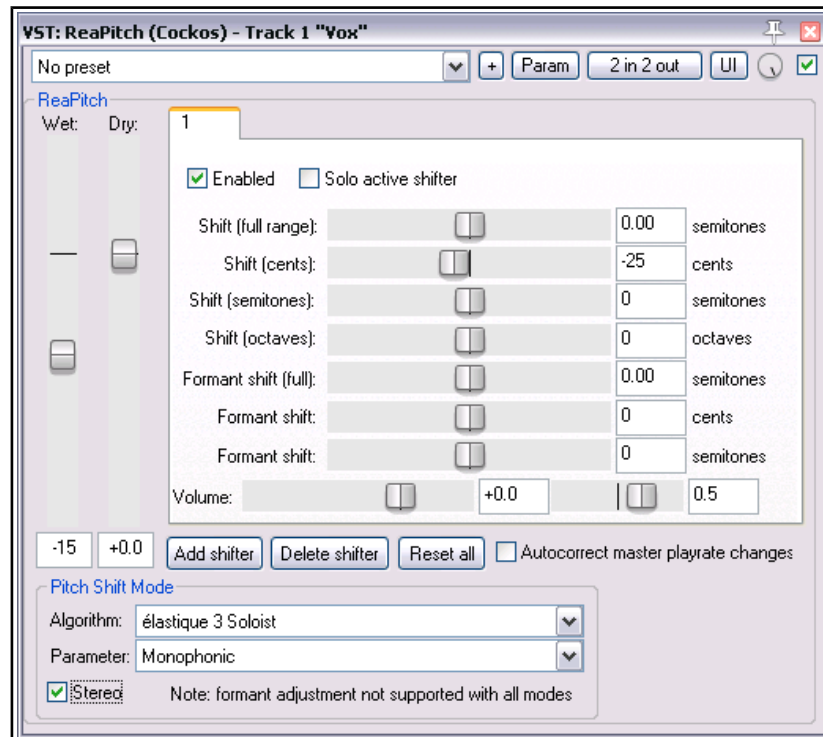 VST: ReaPitch (Cockos) - Track 1 "Vox"
No preset + Param 2 in 2 out UI
ReaPitch
Wet: Dry: 1
Enabled Solo active shifter
Shift (full range): 0.00 semitones
Shift (cents): -25 cents
Shift (semitones): 0 semitones
Shift (octaves): 0 octaves
Formant shift (full): 0.00 semitones
Formant shift: 0 cents
Formant shift: 0 semitones
Volume: +0.0 0.5
-15 +0.0 Add shifter Delete shifter Reset all Autocorrect master playrate changes
Pitch Shift Mode
Algorithm: élastique 3 Soloist
Parameter: Monophonic
Stereo Note: formant adjustment not supported with all modes